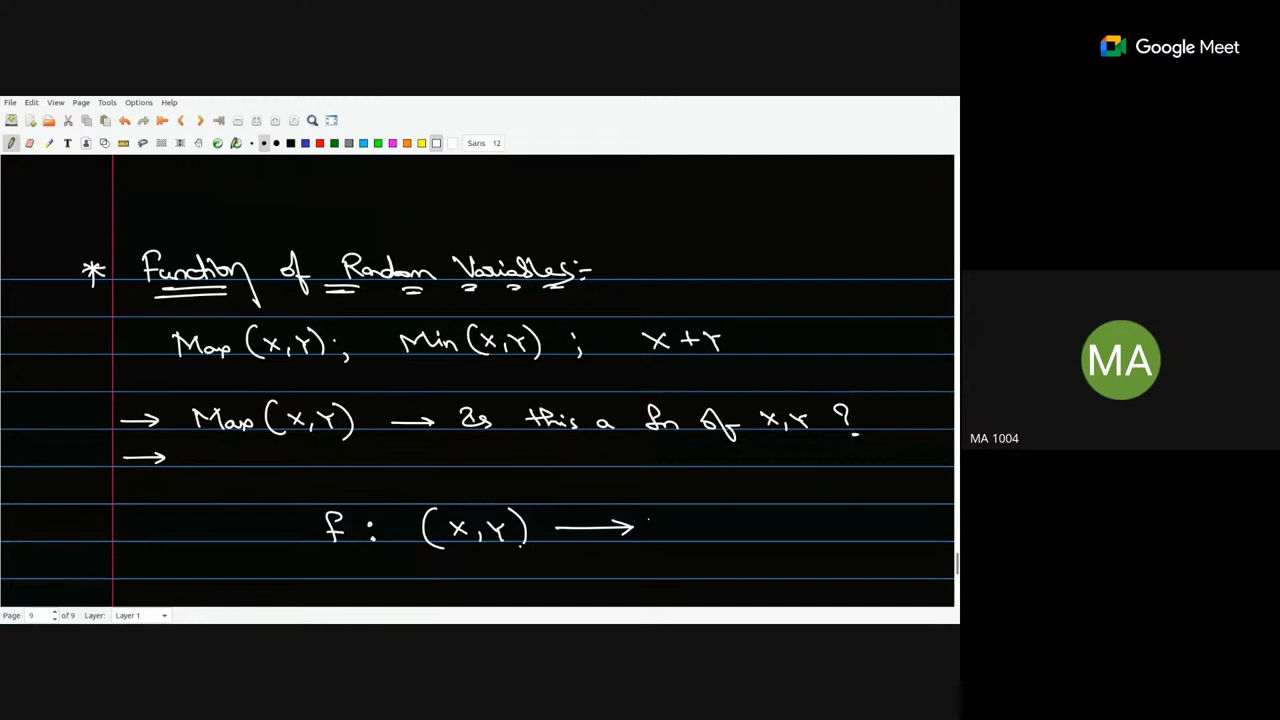 Google Meet
File Edit View Page Tools Options Help
T Sans 12
* Function of Random Variables:-
Max (X,Y); Min (X,Y) ; X+Y
→ Max (X,Y) → Is this a fn of X,Y ?
→
f : (X,Y) →
MA
MA 1004
Page 9 of 9 Layer: Layer 1